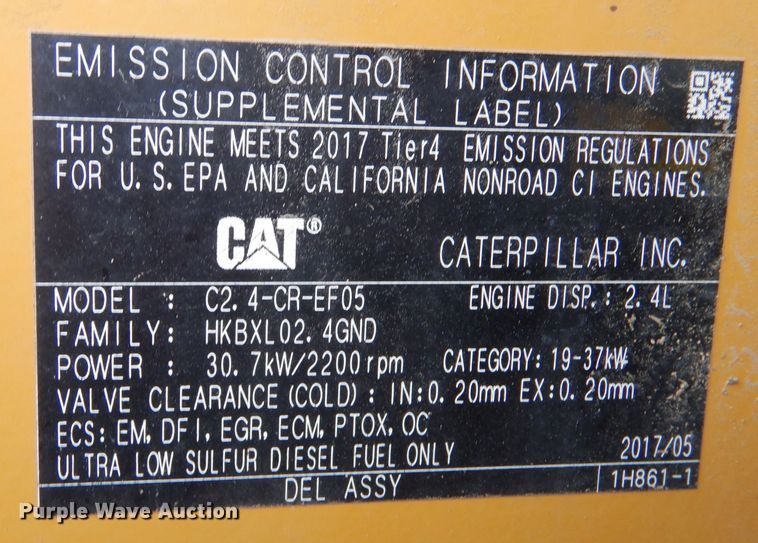 EMISSION CONTROL INFORMATION
(SUPPLEMENTAL LABEL)
THIS ENGINE MEETS 2017 Tier4 EMISSION REGULATIONS
FOR U.S.EPA AND CALIFORNIA NONROAD CI ENGINES.
CAT® CATERPILLAR INC.
MODEL : C2.4-CR-EF05 ENGINE DISP.: 2.4L
FAMILY: HKBXL02.4GND
POWER : 30.7kW/2200rpm CATEGORY: 19-37kW
VALVE CLEARANCE(COLD): IN:0.20mm EX:0.20mm
ECS: EM, DFI, EGR, ECM, PTOX, OC
ULTRA LOW SULFUR DIESEL FUEL ONLY 2017/05
DEL ASSY 1H861-1
Purple Wave Auction